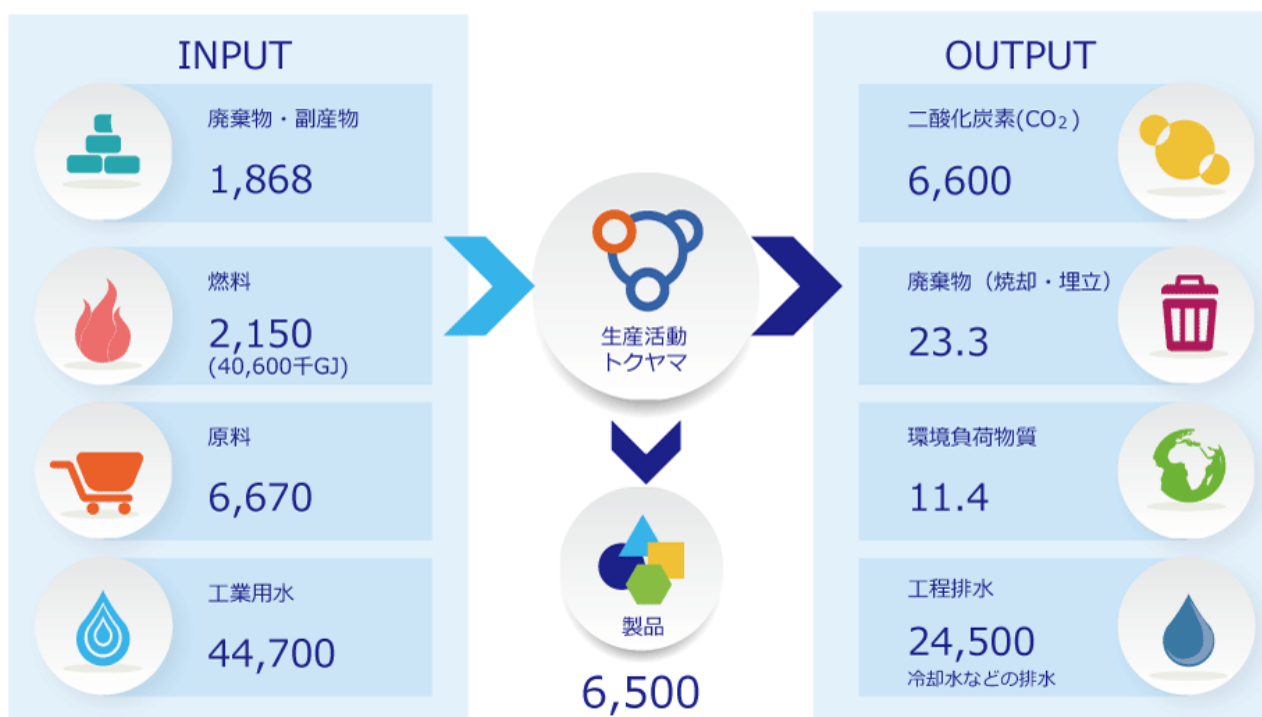 INPUT
廃棄物・副産物
1,868
燃料
2,150
(40,600千GJ)
原料
6,670
工業用水
44,700
生産活動
トクヤマ
製品
6,500
OUTPUT
二酸化炭素(CO₂)
6,600
廃棄物（焼却・埋立）
23.3
環境負荷物質
11.4
工程排水
24,500
冷却水などの排水